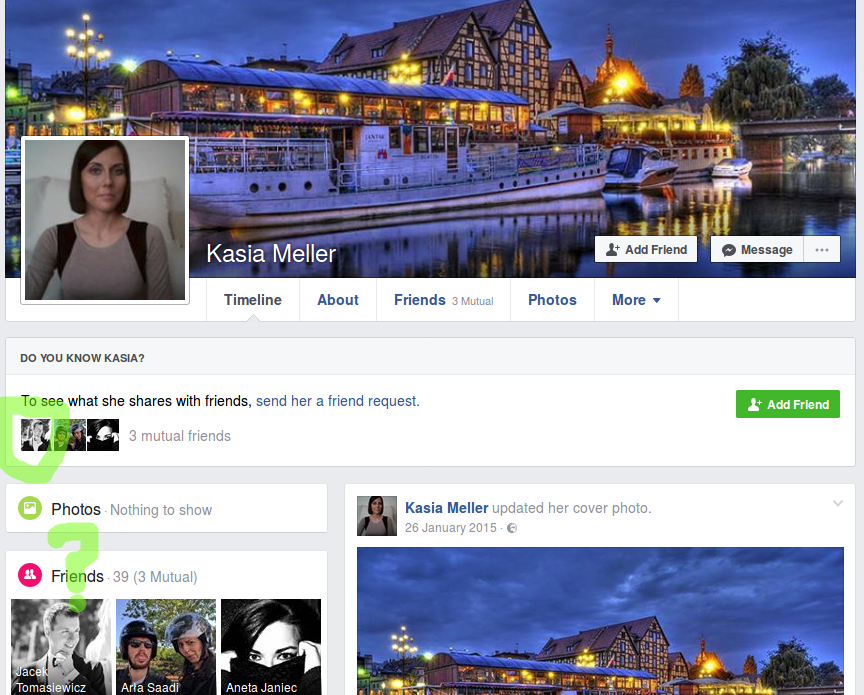 JANTAR
Kasia Meller
Add Friend
Message
Timeline
About
Friends 3 Mutual
Photos
More
DO YOU KNOW KASIA?
To see what she shares with friends, send her a friend request.
Add Friend
3 mutual friends
Photos · Nothing to show
?
Friends · 39 (3 Mutual)
Jacek
Tomasiewicz
Arla Saadi
Aneta Janiec
Kasia Meller updated her cover photo.
26 January 2015 ·